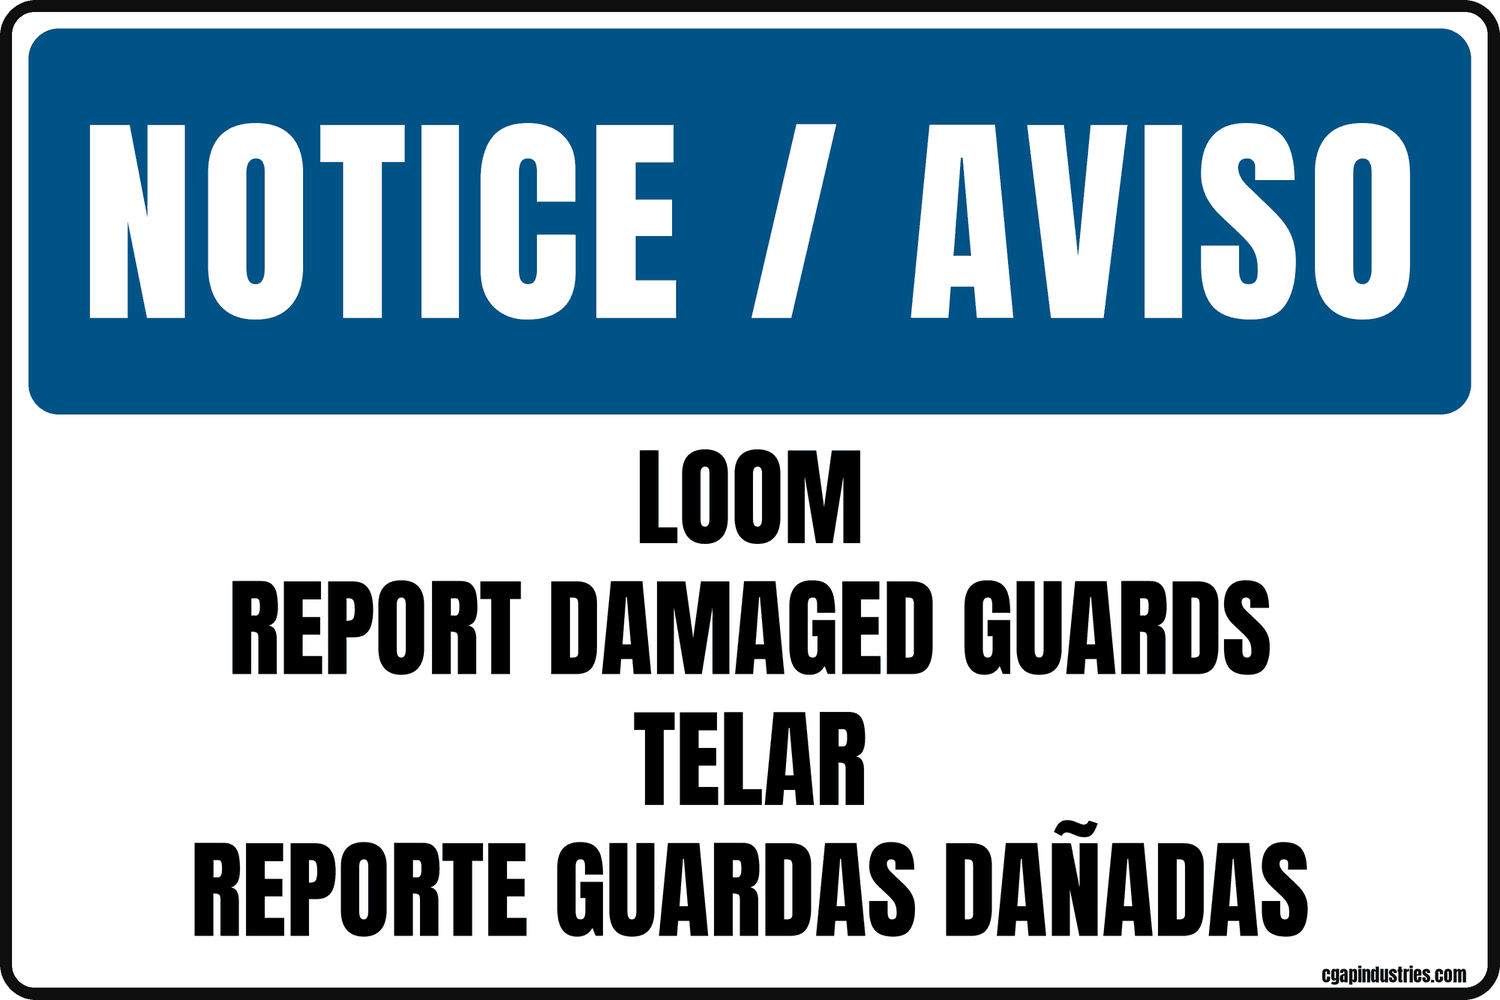 NOTICE / AVISO
LOOM
REPORT DAMAGED GUARDS
TELAR
REPORTE GUARDAS DAÑADAS
cgapindustries.com